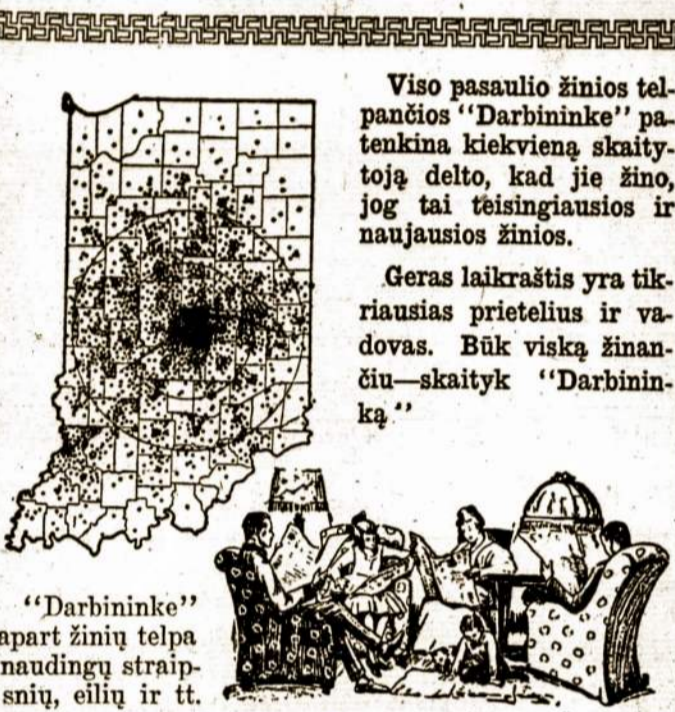 Viso pasaulio žinios tel-
pančios “Darbininke” pa-
tenkina kiekvieną skaity-
toją delto, kad jie žino,
jog tai teisingiausios ir
naujausios žinios.
Geras laikraštis yra tik-
riausias prietelius ir va-
dovas. Būk viską žinan-
čiu—skaityk “Darbinin-
ką”
“Darbininke”
apart žinių telpa
naudingų straip-
snių, eilių ir tt.